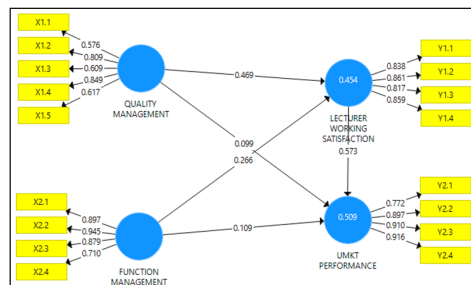 X1.1
X1.2
X1.3
X1.4
X1.5
0.576
0.809
0.609
0.849
0.617
QUALITY
MANAGEMENT
0.469
0.099
0.266
0.454
LECTURER
WORKING
SATISFACTION
0.573
0.838
0.861
0.817
0.859
Y1.1
Y1.2
Y1.3
Y1.4
X2.1
X2.2
X2.3
X2.4
0.897
0.945
0.879
0.710
FUNCTION
MANAGEMENT
0.109
0.509
UMKT
PERFORMANCE
0.772
0.897
0.910
0.916
Y2.1
Y2.2
Y2.3
Y2.4